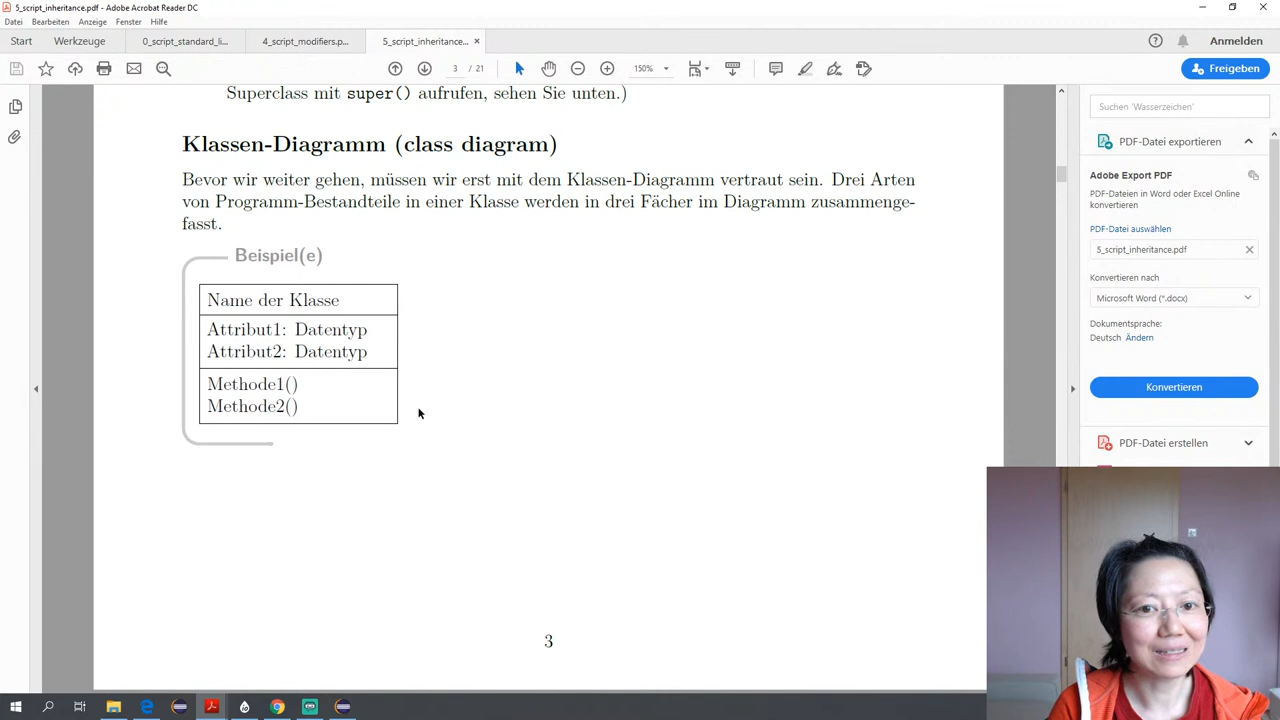 5_script_inheritance.pdf - Adobe Acrobat Reader DC
Datei Bearbeiten Anzeige Fenster Hilfe
Start Werkzeuge 0_script_standard_li... 4_script_modifiers.p... 5_script_inheritance... × Anmelden
3 / 21 150% Freigeben
Superclass mit super() aufrufen, sehen Sie unten.)
Klassen-Diagramm (class diagram)
Bevor wir weiter gehen, müssen wir erst mit dem Klassen-Diagramm vertraut sein. Drei Arten
von Programm-Bestandteile in einer Klasse werden in drei Fächer im Diagramm zusammenge-
fasst.
Beispiel(e)
Name der Klasse
Attribut1: Datentyp
Attribut2: Datentyp
Methode1()
Methode2()
3
Suchen 'Wasserzeichen'
PDF-Datei exportieren
Adobe Export PDF
PDF-Dateien in Word oder Excel Online
konvertieren
PDF-Datei auswählen
5_script_inheritance.pdf
Konvertieren nach
Microsoft Word (*.docx)
Dokumentsprache:
Deutsch Ändern
Konvertieren
PDF-Datei erstellen